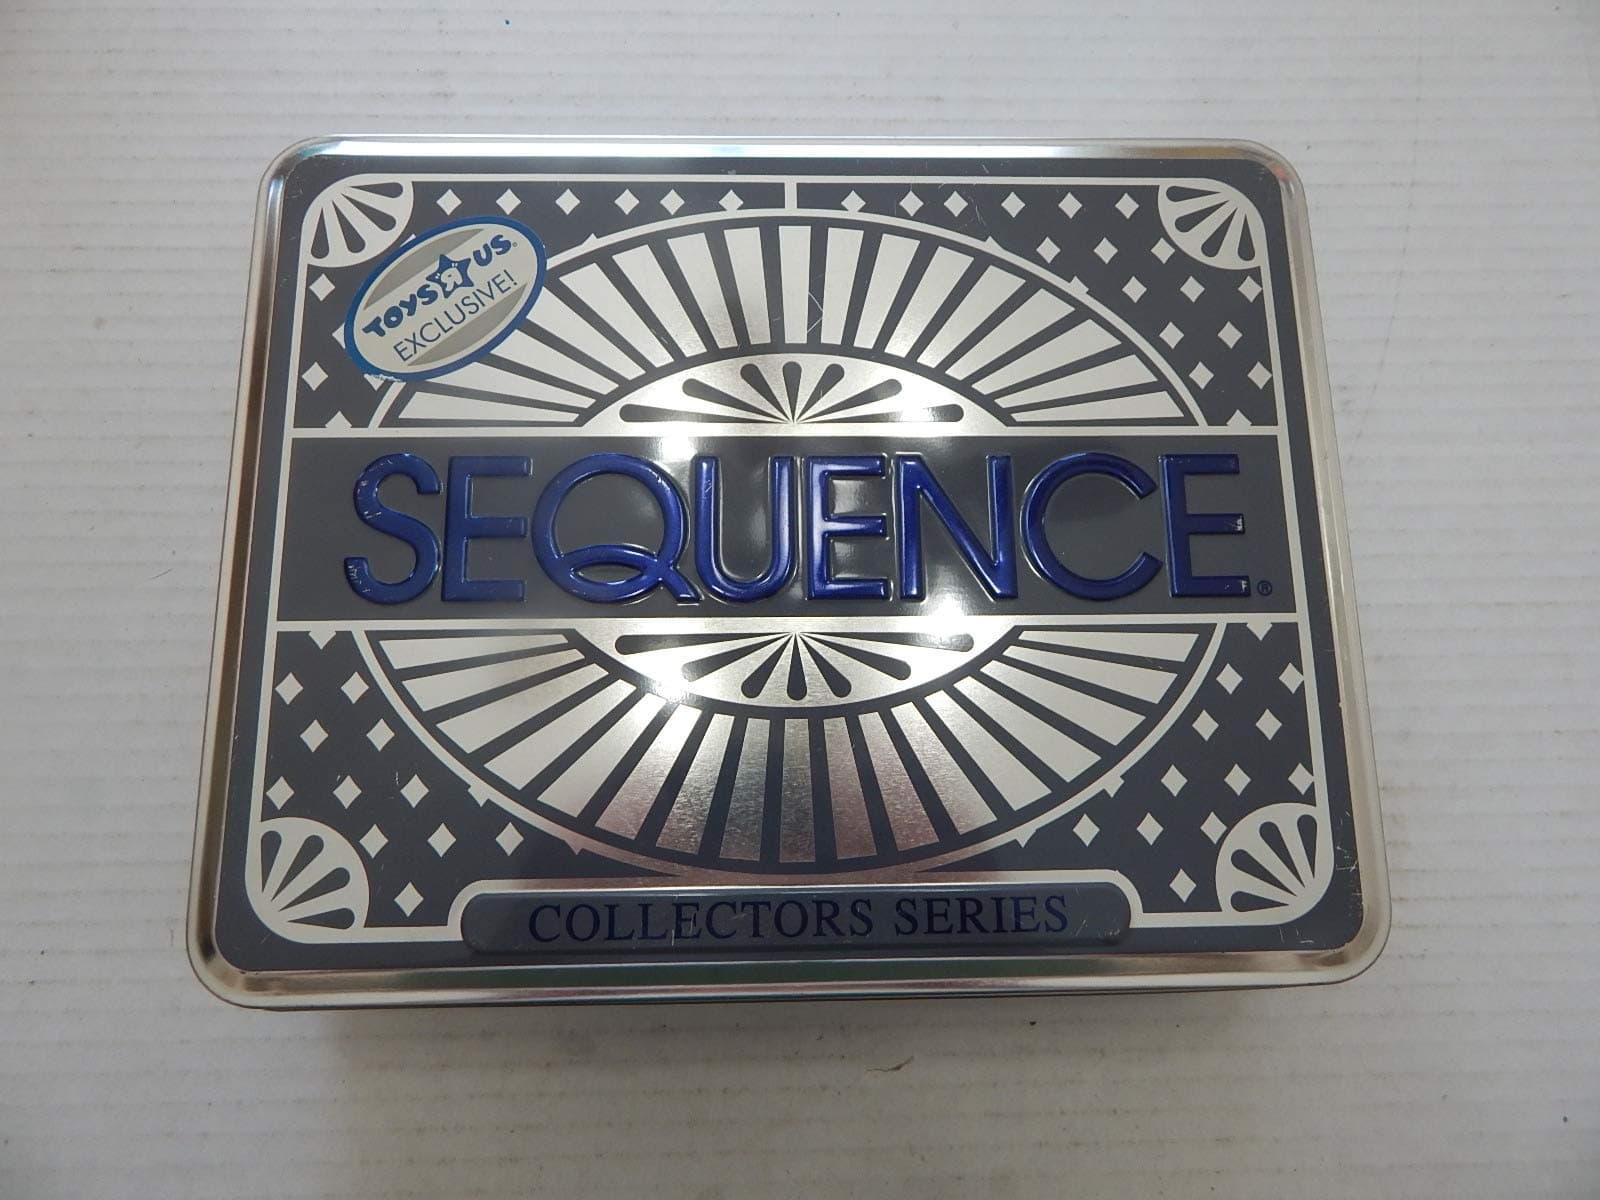 TOYS R US®
EXCLUSIVE!
SEQUENCE®
COLLECTORS SERIES